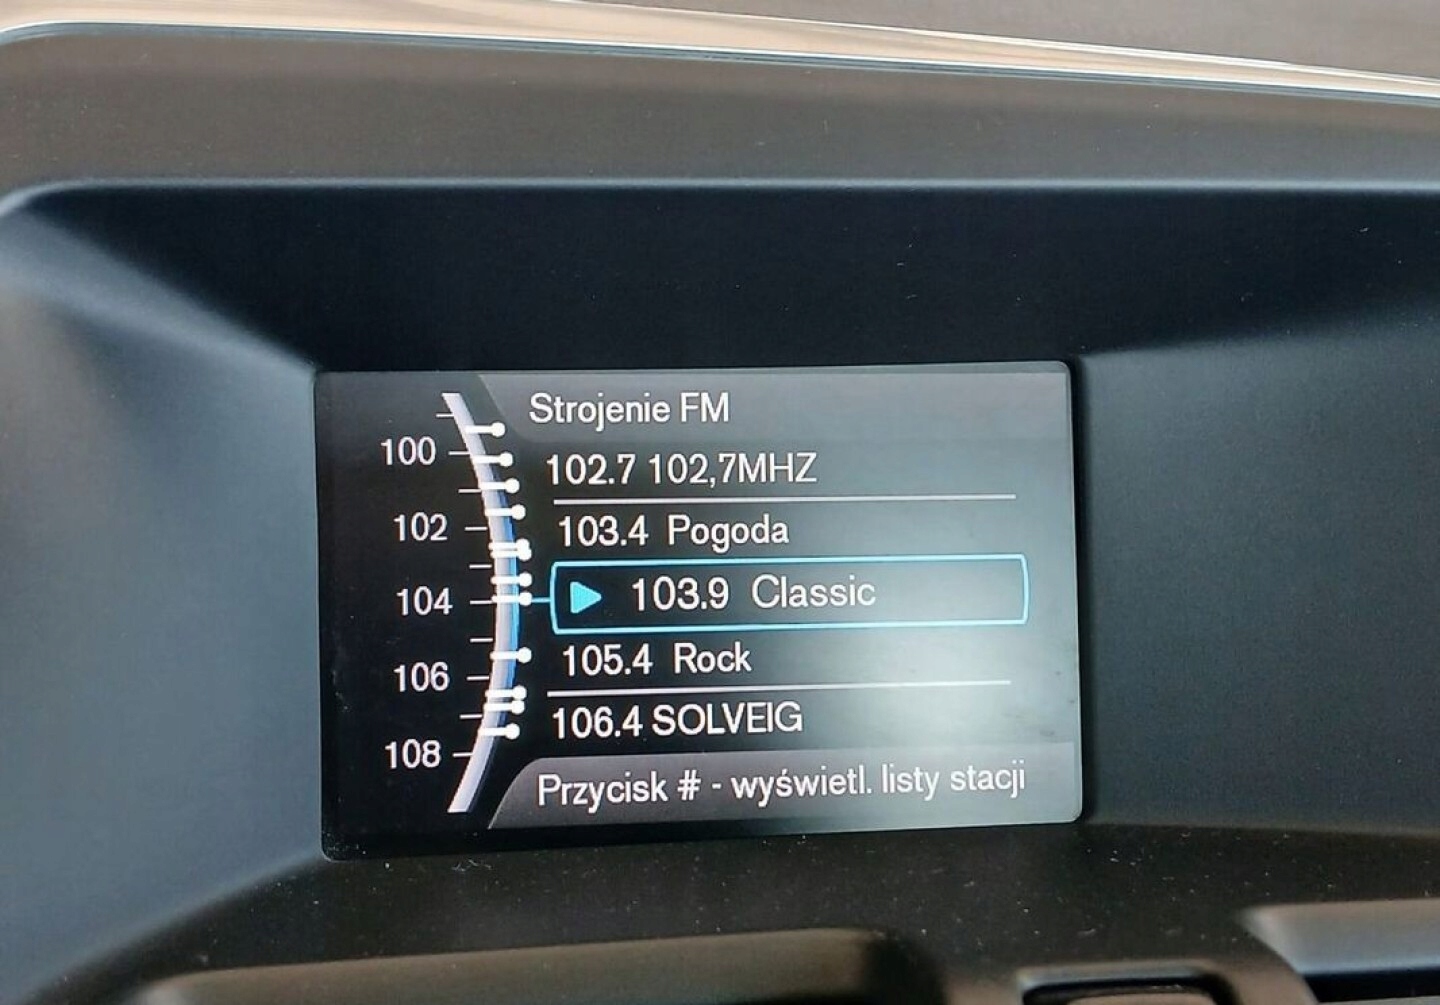 Strojenie FM
100
102.7 102,7MHZ
102
103.4 Pogoda
104
103.9 Classic
106
105.4 Rock
108
106.4 SOLVEIG
Przycisk # - wyświetl. listy stacji